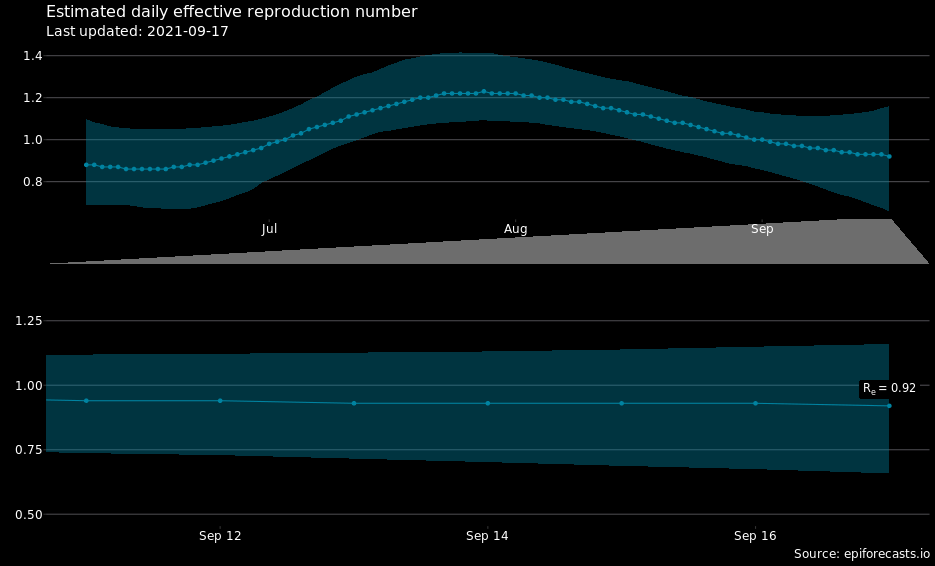 Estimated daily effective reproduction number
Last updated: 2021-09-17
1.4
1.2
1.0
0.8
Jul Aug Sep
1.25
1.00
Re = 0.92
0.75
0.50
Sep 12 Sep 14 Sep 16
Source: epiforecasts.io